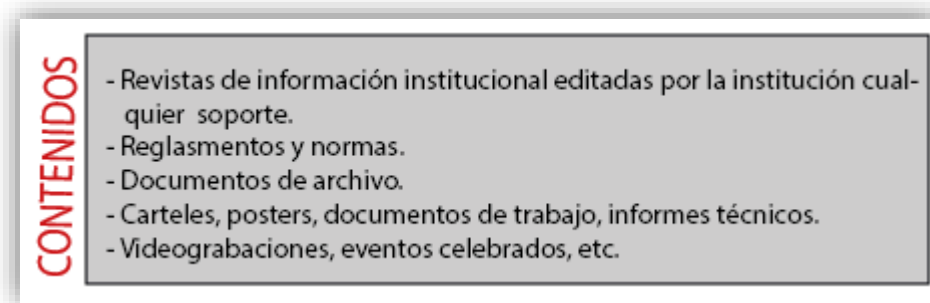 CONTENIDOS
- Revistas de información institucional editadas por la institución cual-
quier soporte.
- Reglasmentos y normas.
- Documentos de archivo.
- Carteles, posters, documentos de trabajo, informes técnicos.
- Videograbaciones, eventos celebrados, etc.